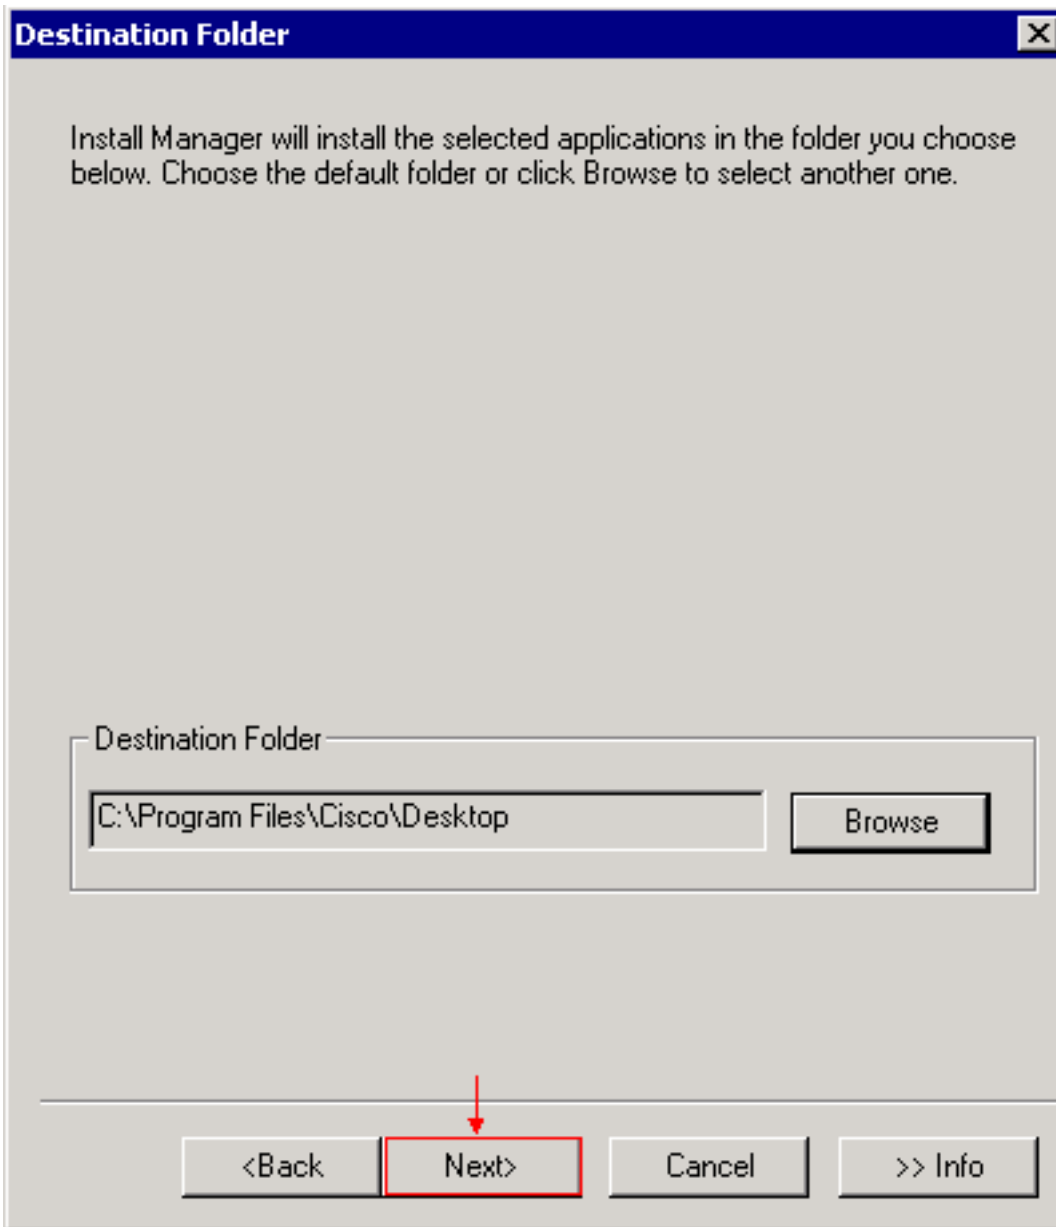 Destination Folder
Install Manager will install the selected applications in the folder you choose
below. Choose the default folder or click Browse to select another one.
Destination Folder
C:\Program Files\Cisco\Desktop
Browse
<Back
Next>
Cancel
>> Info